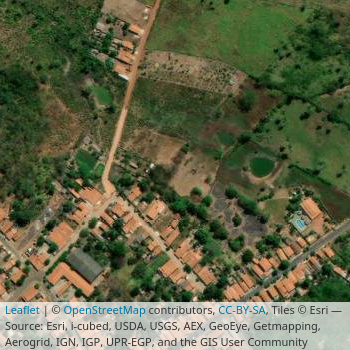 Leaflet | © OpenStreetMap contributors, CC-BY-SA, Tiles © Esri —
Source: Esri, i-cubed, USDA, USGS, AEX, GeoEye, Getmapping,
Aerogrid, IGN, IGP, UPR-EGP, and the GIS User Community